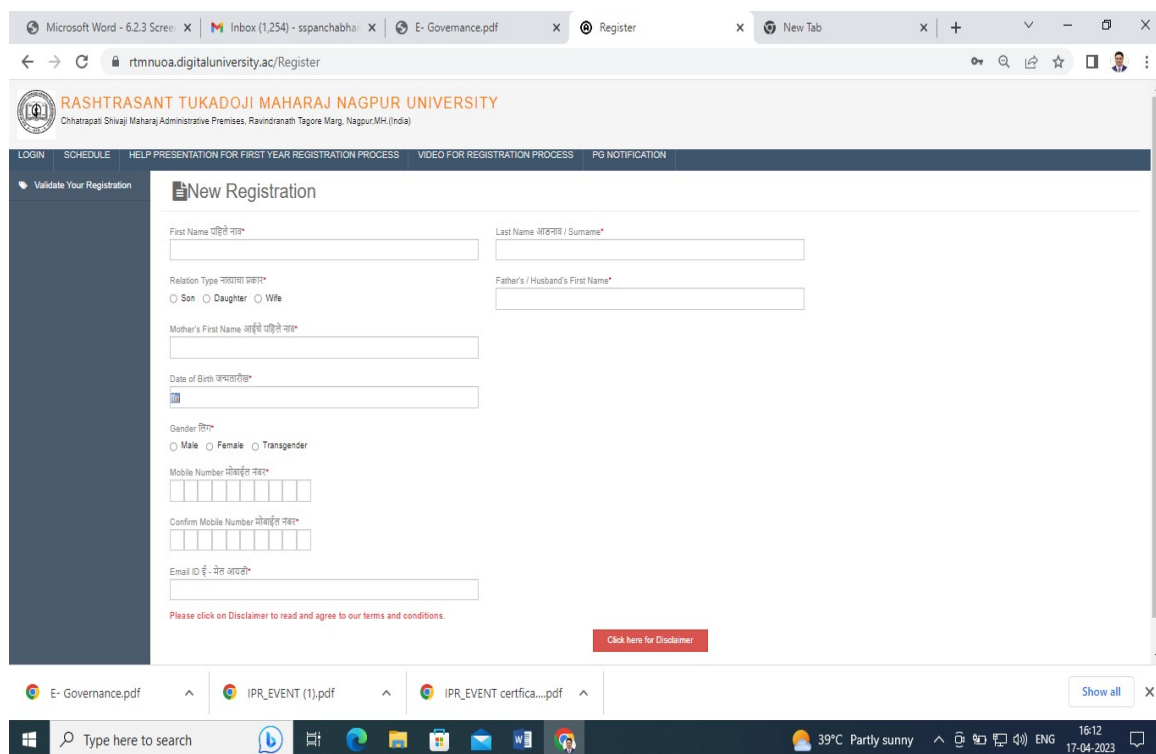 Microsoft Word - 6.2.3 Scree
Inbox (1,254) - sspanchabhai
E- Governance.pdf
Register
New Tab
rtmnuoa.digitaluniversity.ac/Register
RASHTRASANT TUKADOJI MAHARAJ NAGPUR UNIVERSITY
Chhatrapati Shivaji Maharaj Administrative Premises, Ravindranath Tagore Marg, Nagpur,MH.(India)
LOGIN SCHEDULE HELP PRESENTATION FOR FIRST YEAR REGISTRATION PROCESS VIDEO FOR REGISTRATION PROCESS PG NOTIFICATION
Validate Your Registration
New Registration
First Name पहिले नाव*
Last Name आडनाव / Surname*
Relation Type नात्याचा प्रकार*
Son Daughter Wife
Father's / Husband's First Name*
Mother's First Name आईचे पहिले नाव*
Date of Birth जन्मतारीख*
Gender लिंग*
Male Female Transgender
Mobile Number मोबाईल नंबर*
Confirm Mobile Number मोबाईल नंबर*
Email ID ई - मेल आयडी*
Please click on Disclaimer to read and agree to our terms and conditions.
Click here for Disclaimer
E- Governance.pdf
IPR_EVENT (1).pdf
IPR_EVENT certfica....pdf
Show all
Type here to search
39°C Partly sunny
ENG
16:12
17-04-2023